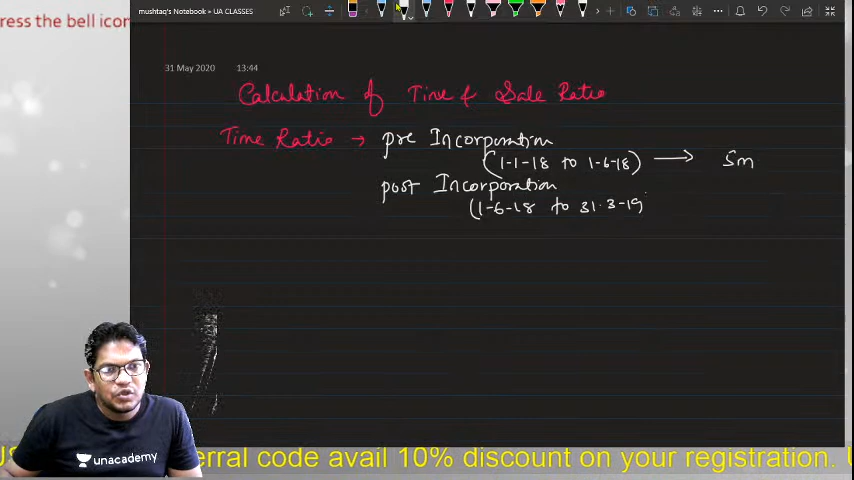 ress the bell icon
mushtaq's Notebook » UA CLASSES
31 May 2020 13:44
Calculation of Time & Sale Ratio
Time Ratio → pre Incorporation
(1-1-18 to 1-6-18) → 5m
post Incorporation
(1-6-18 to 31.3-19
unacademy
erral code avail 10% discount on your registration. U